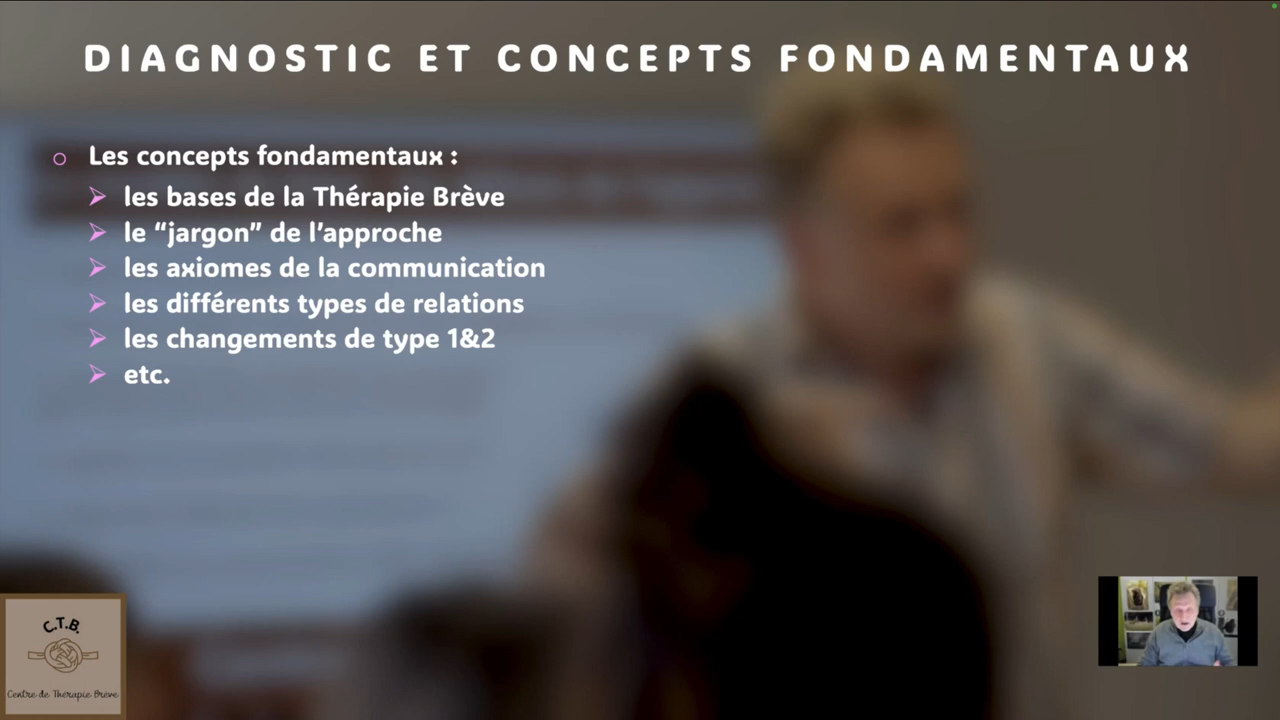 DIAGNOSTIC ET CONCEPTS FONDAMENTAUX
Les concepts fondamentaux :
les bases de la Thérapie Brève
le “jargon” de l’approche
les axiomes de la communication
les différents types de relations
les changements de type 1&2
etc.
C.T.B.
Centre de Thérapie Brève